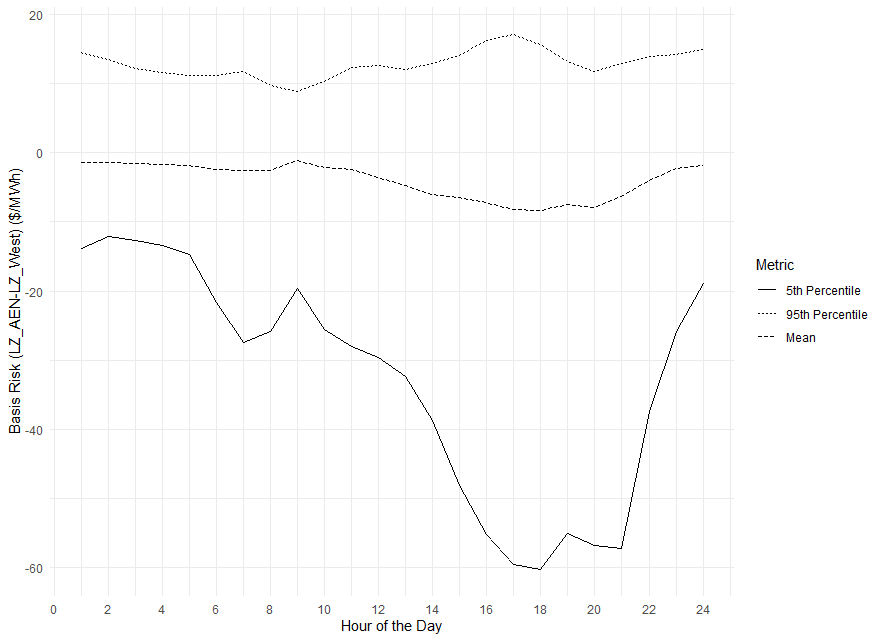 20
0
-20
-40
-60
Basis Risk (LZ_AEN-LZ_West) ($/MWh)
0 2 4 6 8 10 12 14 16 18 20 22 24
Hour of the Day
Metric
5th Percentile
95th Percentile
Mean